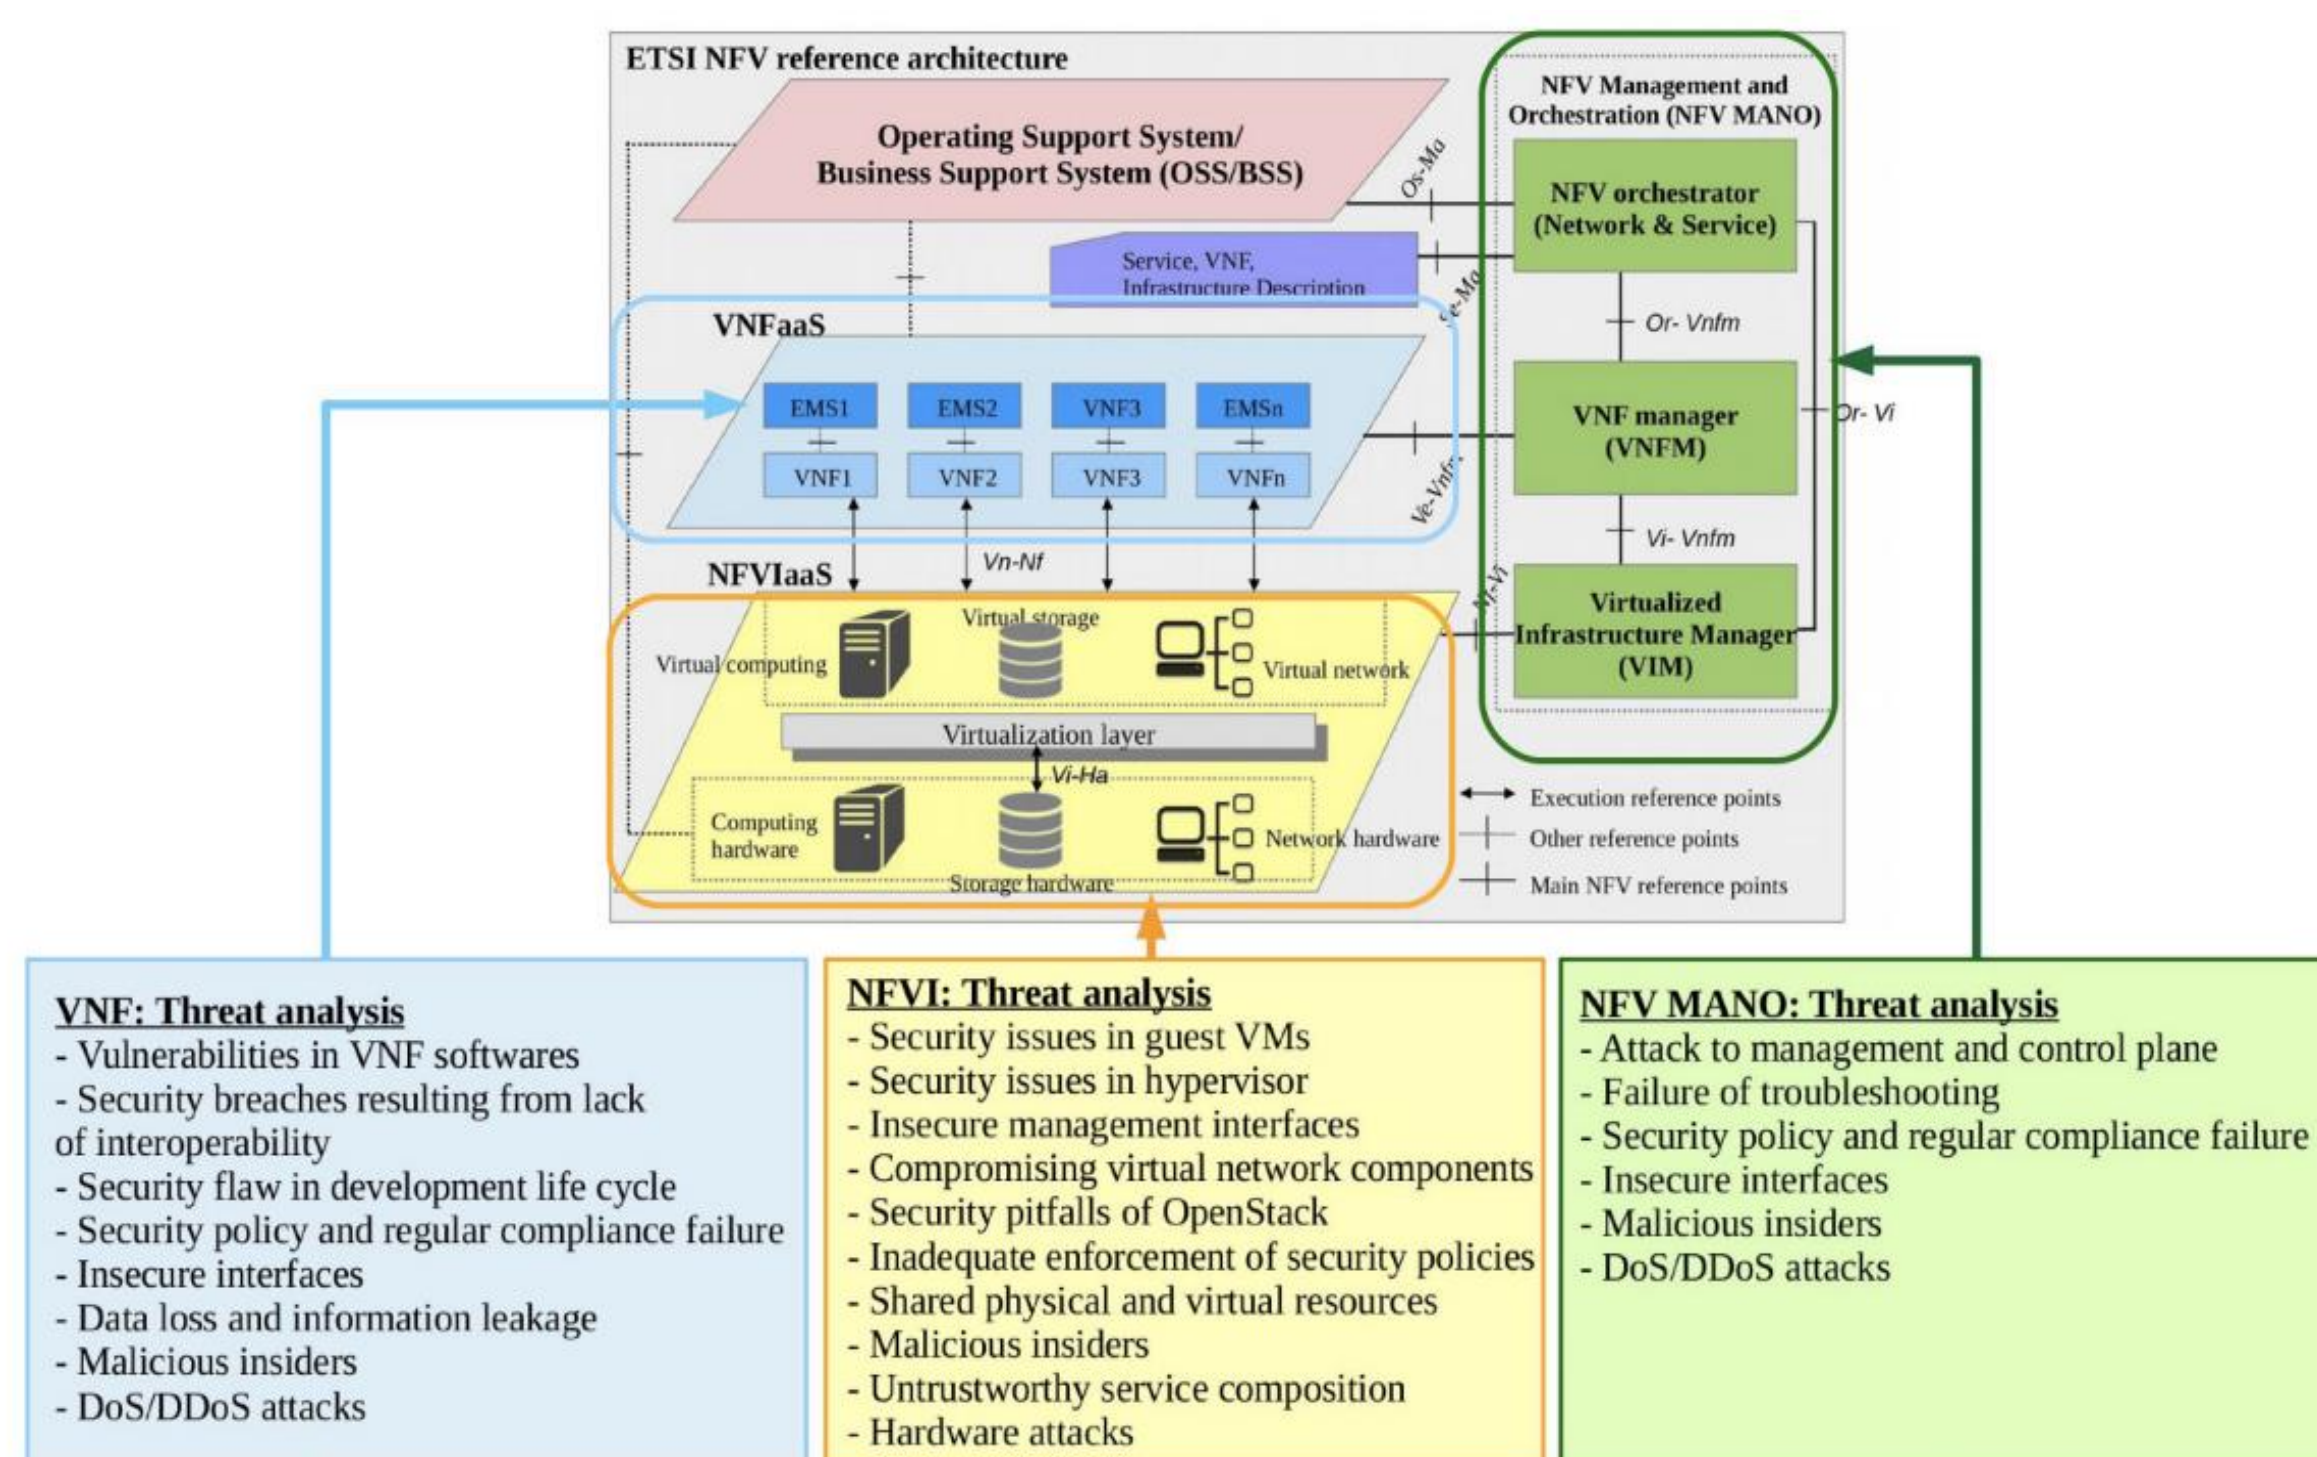 ETSI NFV reference architecture
Operating Support System/
Business Support System (OSS/BSS)
Os-Ma
Service, VNF,
Infrastructure Description
Se-Ma
NFV Management and
Orchestration (NFV MANO)
NFV orchestrator
(Network & Service)
Or- Vnfm
VNF manager
(VNFM)
Or- Vi
Vi- Vnfm
Virtualized
Infrastructure Manager
(VIM)
VNFaaS
EMS1 EMS2 VNF3 EMSn
VNF1 VNF2 VNF3 VNFn
Ve-Vnfm
Vn-Nf
NFVIaaS
Nf-Vi
Virtual storage
Virtual computing
Virtual network
Virtualization layer
Vi-Ha
Computing
hardware
Network hardware
Storage hardware
Execution reference points
Other reference points
Main NFV reference points
VNF: Threat analysis
- Vulnerabilities in VNF softwares
- Security breaches resulting from lack
of interoperability
- Security flaw in development life cycle
- Security policy and regular compliance failure
- Insecure interfaces
- Data loss and information leakage
- Malicious insiders
- DoS/DDoS attacks
NFVI: Threat analysis
- Security issues in guest VMs
- Security issues in hypervisor
- Insecure management interfaces
- Compromising virtual network components
- Security pitfalls of OpenStack
- Inadequate enforcement of security policies
- Shared physical and virtual resources
- Malicious insiders
- Untrustworthy service composition
- Hardware attacks
NFV MANO: Threat analysis
- Attack to management and control plane
- Failure of troubleshooting
- Security policy and regular compliance failure
- Insecure interfaces
- Malicious insiders
- DoS/DDoS attacks